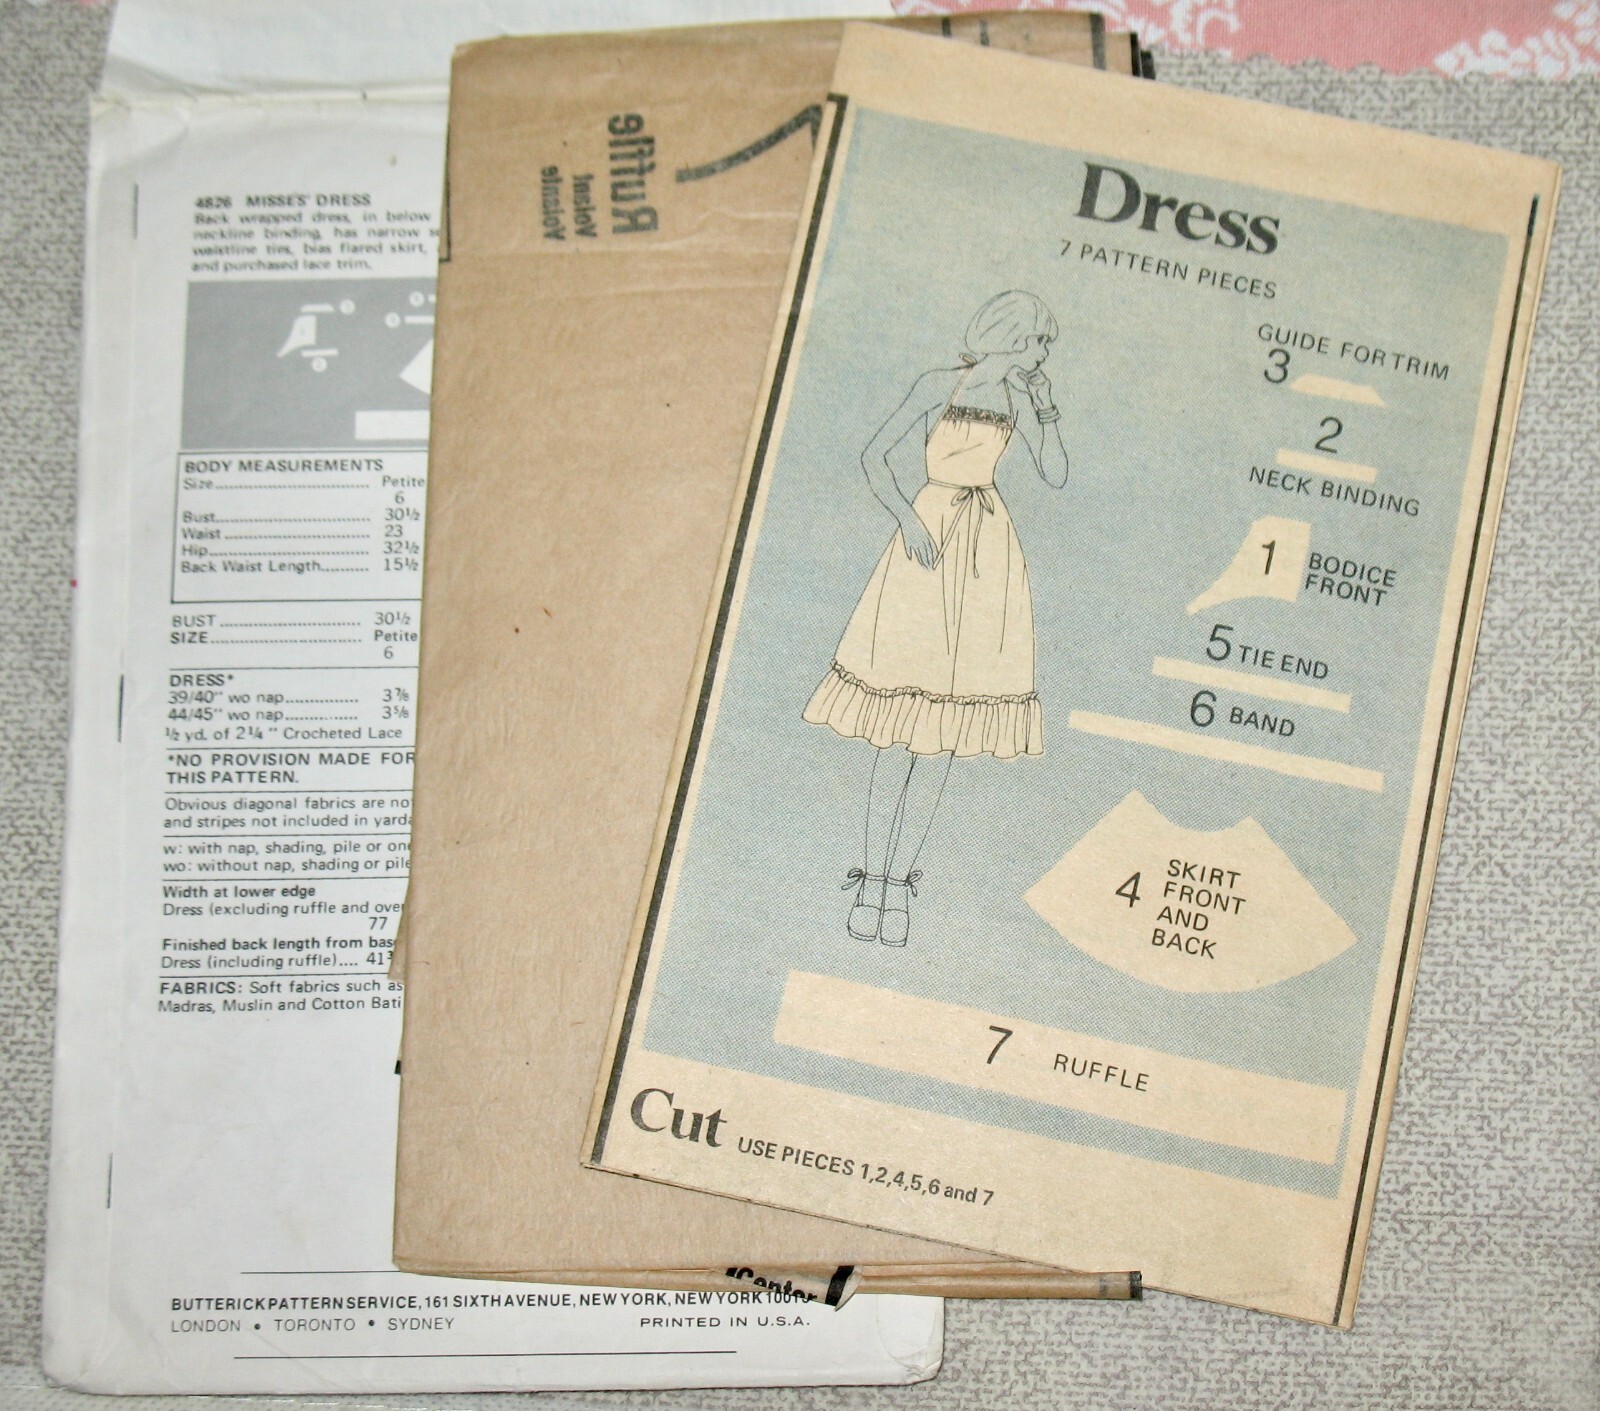 4826 MISSES' DRESS
Back wrapped dress, in below
neckline binding, has narrow
waistline ties, bias flared skirt,
and purchased lace trim.
BODY MEASUREMENTS
Size Petite
6
Bust 30½
Waist 23
Hip 32½
Back Waist Length 15½
BUST 30½
SIZE Petite
6
DRESS*
39/40" wo nap 3⅞
44/45" wo nap 3⅝
½ yd. of 2¼" Crocheted Lace
*NO PROVISION MADE FOR
THIS PATTERN.
Obvious diagonal fabrics are
and stripes not included in
w: with nap, shading, pile or
wo: without nap, shading or pile
Width at lower edge
Dress (excluding ruffle and
77
Finished back length from
Dress (including ruffle).... 41
FABRICS: Soft fabrics such as
Madras, Muslin and Cotton
BUTTERICK PATTERN SERVICE, 161 SIXTH AVENUE, NEW YORK, NEW YORK
LONDON • TORONTO • SYDNEY
PRINTED IN U.S.A.
7
Ruffle
Volant
Center
Dress
7 PATTERN PIECES
GUIDE FOR TRIM
3
2
NECK BINDING
1 BODICE
FRONT
5 TIE END
6 BAND
4 SKIRT
FRONT
AND
BACK
7 RUFFLE
Cut USE PIECES 1,2,4,5,6 and 7